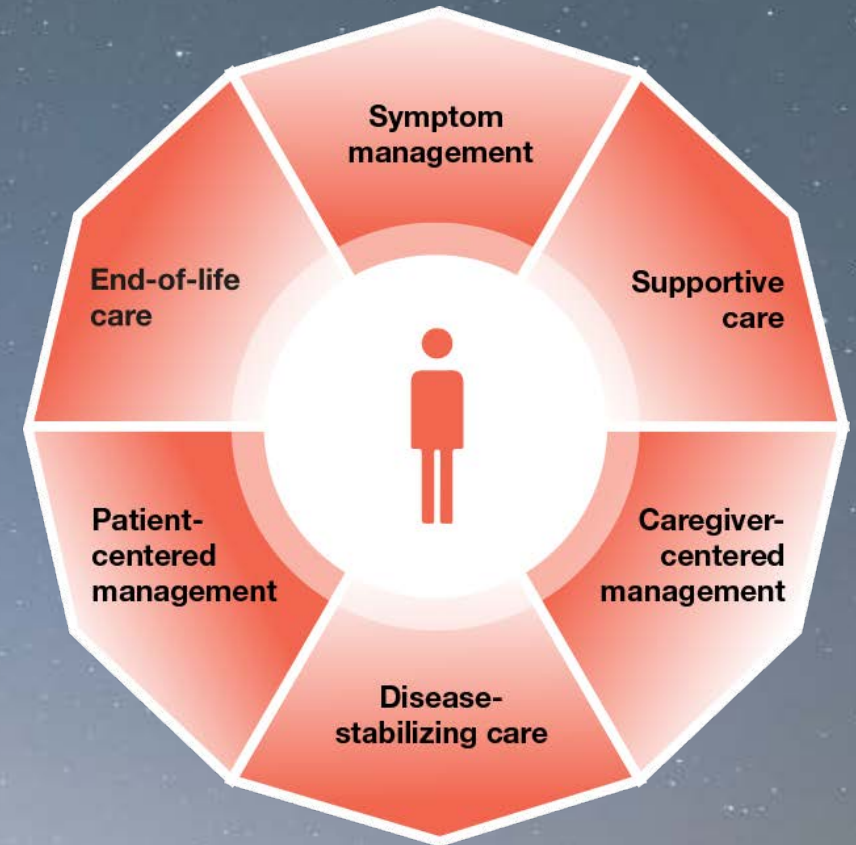 Symptom
management
Supportive
care
Caregiver-
centered
management
Disease-
stabilizing care
Patient-
centered
management
End-of-life
care